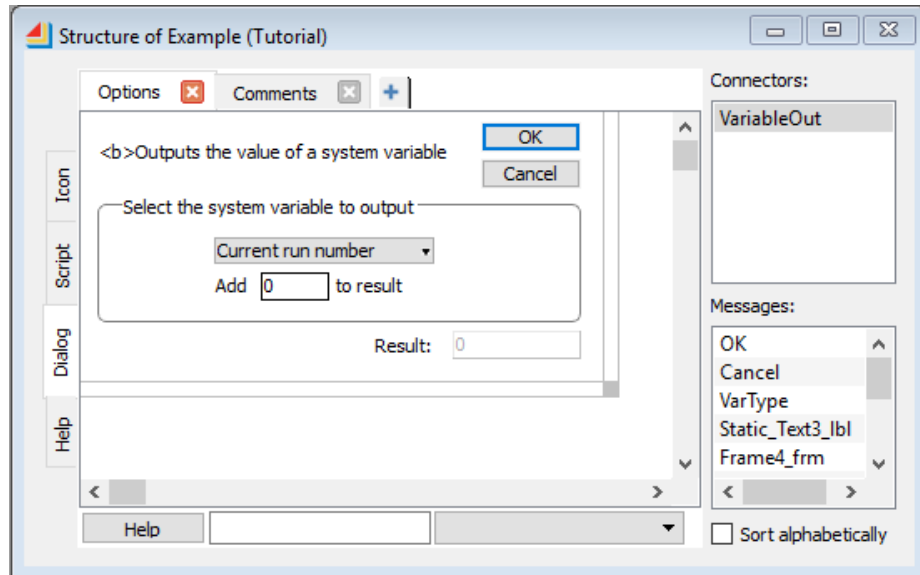 Structure of Example (Tutorial)
Options
Comments
+
Connectors:
VariableOut
Icon
Script
Dialog
Help
<b>Outputs the value of a system variable
OK
Cancel
Select the system variable to output
Current run number
Add 0 to result
Result: 0
Messages:
OK
Cancel
VarType
Static_Text3_lbl
Frame4_frm
Help
Sort alphabetically